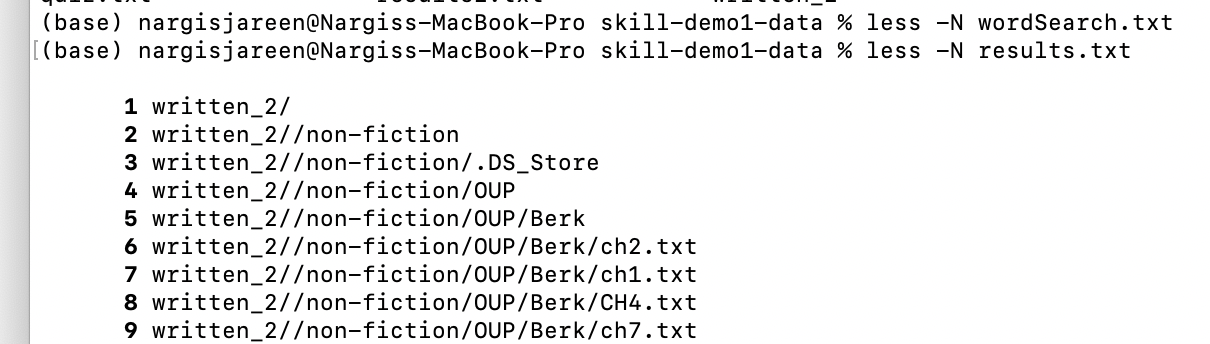 (base) nargisjareen@Nargiss-MacBook-Pro skill-demo1-data % less -N wordSearch.txt
[(base) nargisjareen@Nargiss-MacBook-Pro skill-demo1-data % less -N results.txt
1 written_2/
2 written_2//non-fiction
3 written_2//non-fiction/.DS_Store
4 written_2//non-fiction/OUP
5 written_2//non-fiction/OUP/Berk
6 written_2//non-fiction/OUP/Berk/ch2.txt
7 written_2//non-fiction/OUP/Berk/ch1.txt
8 written_2//non-fiction/OUP/Berk/CH4.txt
9 written_2//non-fiction/OUP/Berk/ch7.txt